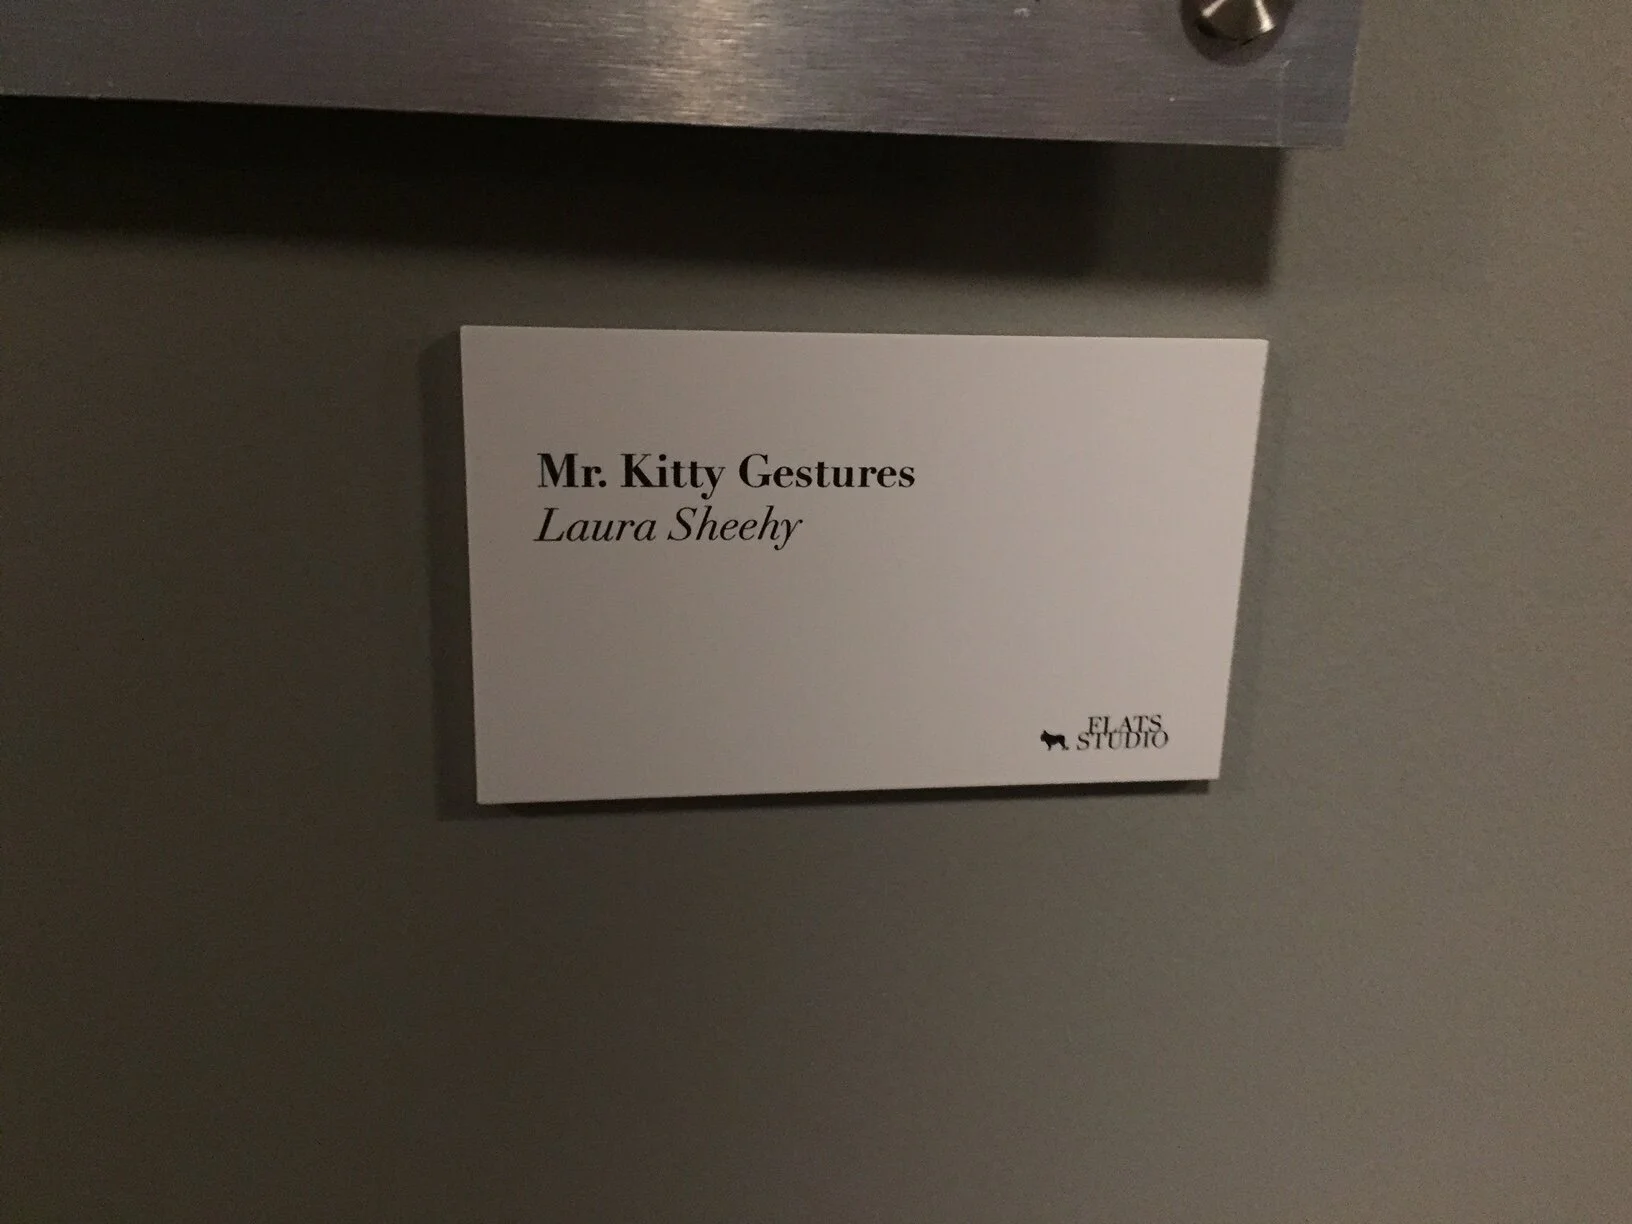 Mr. Kitty Gestures
Laura Sheehy
FLATS
STUDIO